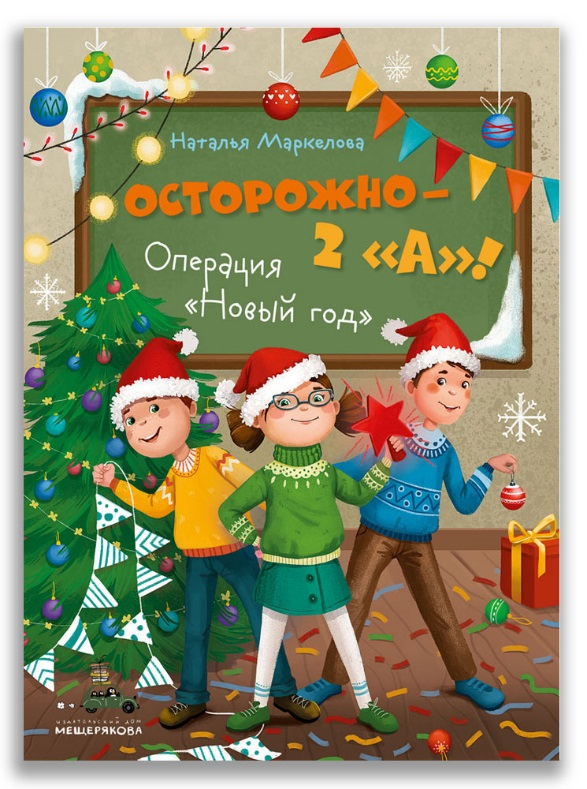 Наталья Маркелова
ОСТОРОЖНО –
2 «А»!
Операция
«Новый год»
ИЗДАТЕЛЬСКИЙ ДОМ
МЕЩЕРЯКОВА